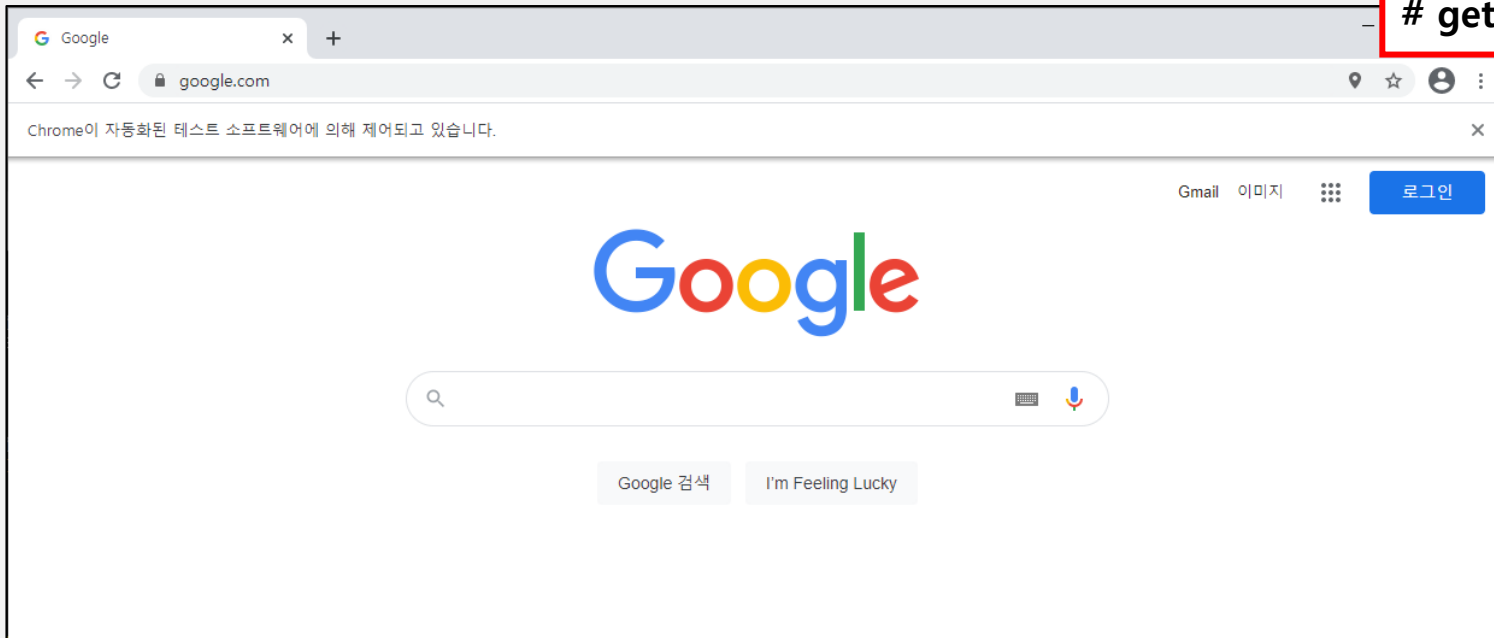 # get
Google
google.com
Chrome이 자동화된 테스트 소프트웨어에 의해 제어되고 있습니다.
Gmail 이미지 로그인
Google
Google 검색 I'm Feeling Lucky